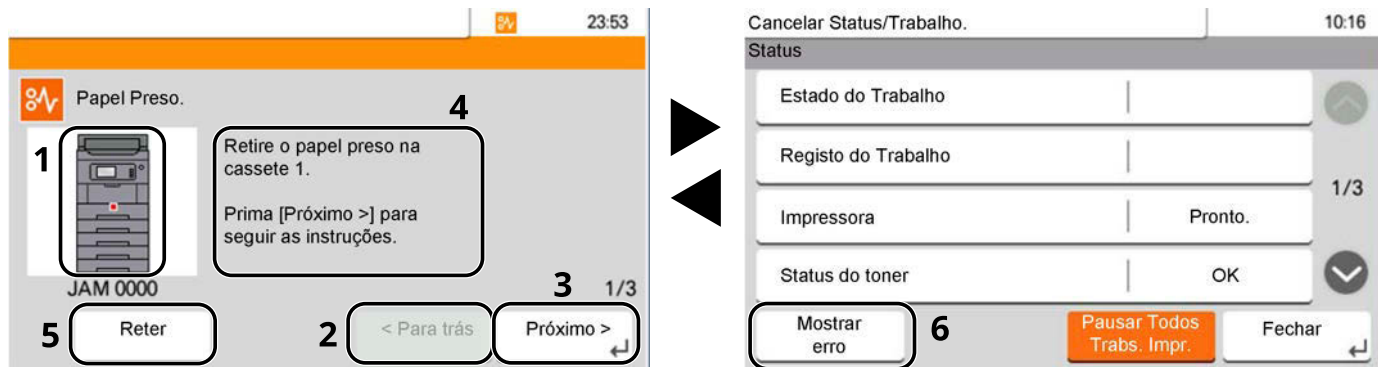 23:53
Papel Preso.
4
1
Retire o papel preso na
cassete 1.
Prima [Próximo >] para
seguir as instruções.
JAM 0000
3
1/3
5
Reter
2
< Para trás
Próximo >
Cancelar Status/Trabalho.
10:16
Status
Estado do Trabalho
Registo do Trabalho
1/3
Impressora
Pronto.
Status do toner
OK
Mostrar
erro
6
Pausar Todos
Trabs. Impr.
Fechar